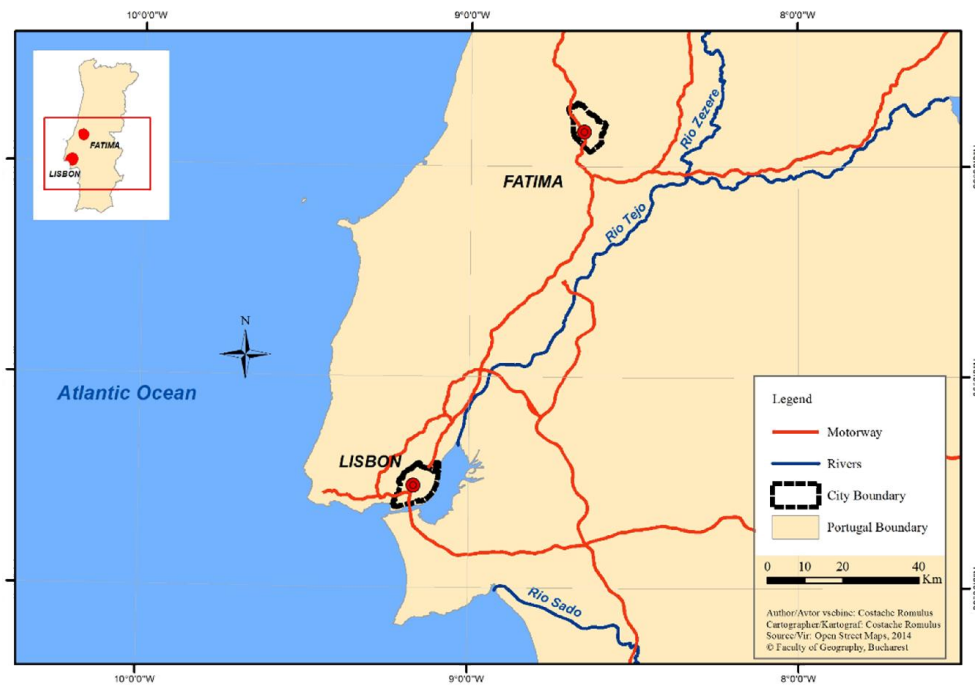 10°0'0"W 9°0'0"W 8°0'0"W
FATIMA
LISBON
Rio Zezere
FATIMA
Rio Tejo
N
Atlantic Ocean
LISBON
Rio Sado
Legend
Motorway
Rivers
City Boundary
Portugal Boundary
0 10 20 40
Km
Author/Avtor vsebine: Costache Romulus
Cartographer/Kartograf: Costache Romulus
Source/Vir: Open Street Maps, 2014
© Faculty of Geography, Bucharest
10°0'0"W 9°0'0"W 8°0'0"W